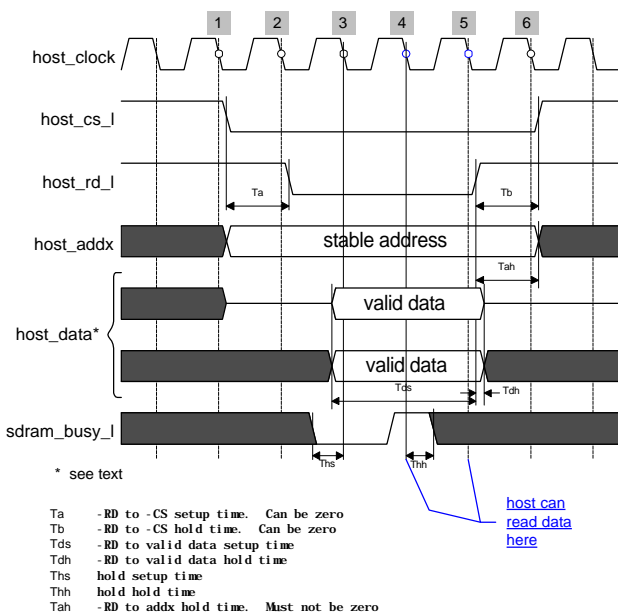 1 2 3 4 5 6
host_clock
host_cs_l
host_rd_l
Ta Tb
host_addx stable address
Tah
valid data
host_data*
valid data
Tds Tdh
sdram_busy_l
Ths Thh
* see text
host can
read data
here
Ta -RD to -CS setup time. Can be zero
Tb -RD to -CS hold time. Can be zero
Tds -RD to valid data setup time
Tdh -RD to valid data hold time
Ths hold setup time
Thh hold hold time
Tah -RD to addx hold time. Must not be zero